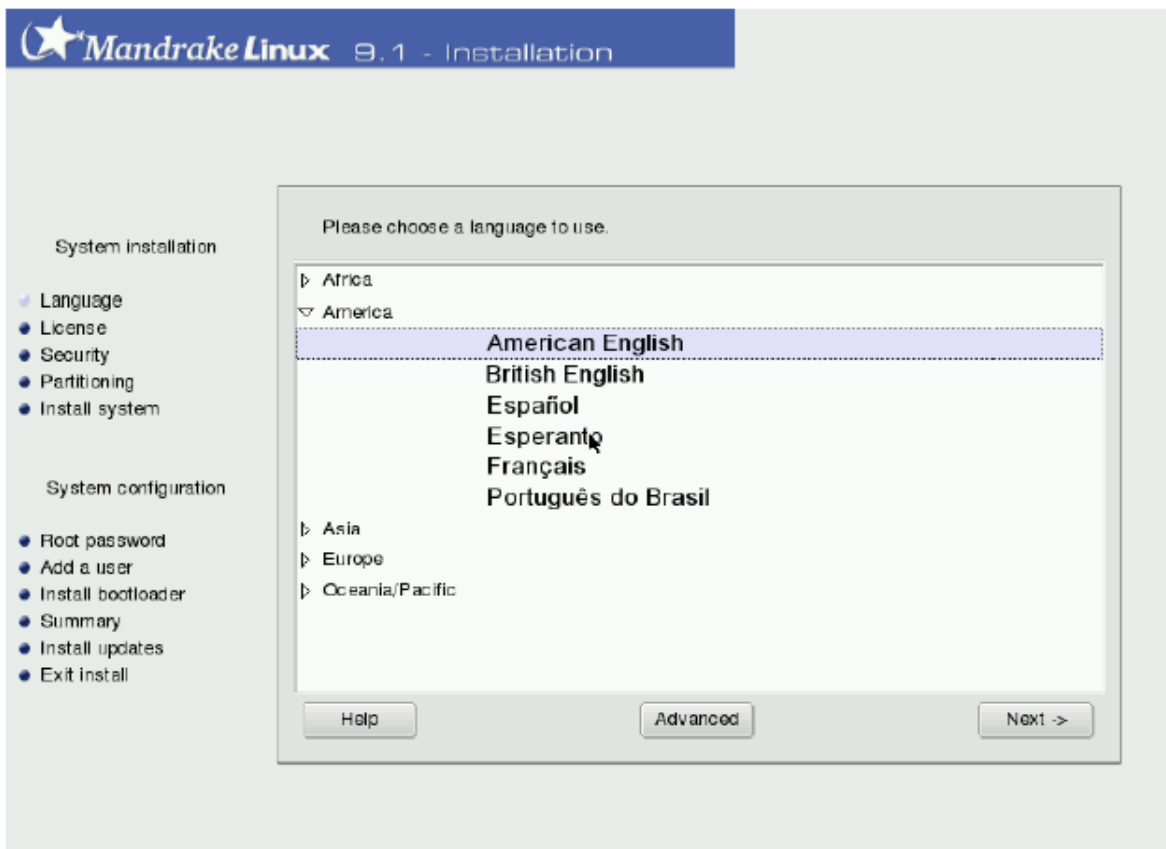 Mandrake Linux 9.1 - Installation
System installation
Language
License
Security
Partitioning
Install system
System configuration
Root password
Add a user
Install bootloader
Summary
Install updates
Exit install
Please choose a language to use.
Africa
America
American English
British English
Español
Esperanto
Français
Português do Brasil
Asia
Europe
Oceania/Pacific
Help
Advanced
Next ->